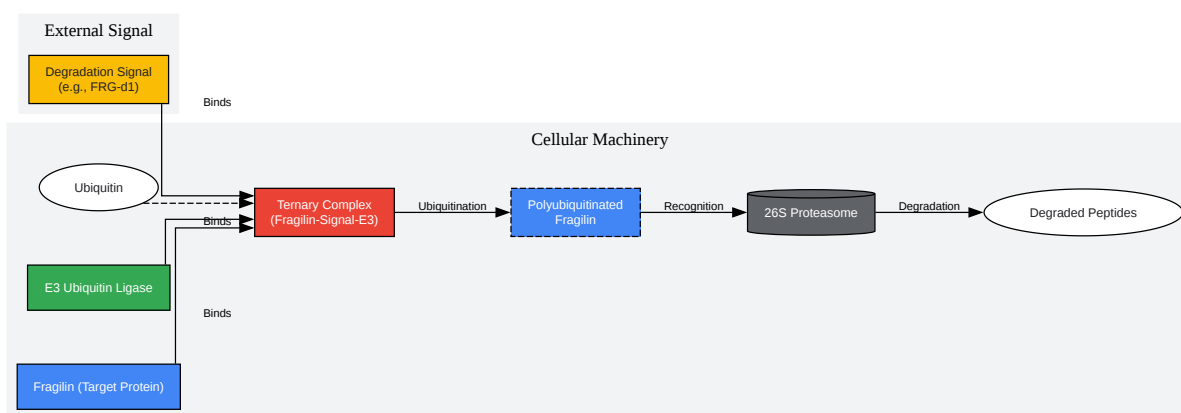 External Signal
Degradation Signal
(e.g., FRG-d1)
Binds
Cellular Machinery
Ubiquitin
Ternary Complex
(Fragilin-Signal-E3)
Ubiquitination
Polyubiquitinated
Fragilin
Recognition
26S Proteasome
Degradation
Degraded Peptides
Binds
E3 Ubiquitin Ligase
Binds
Fragilin (Target Protein)